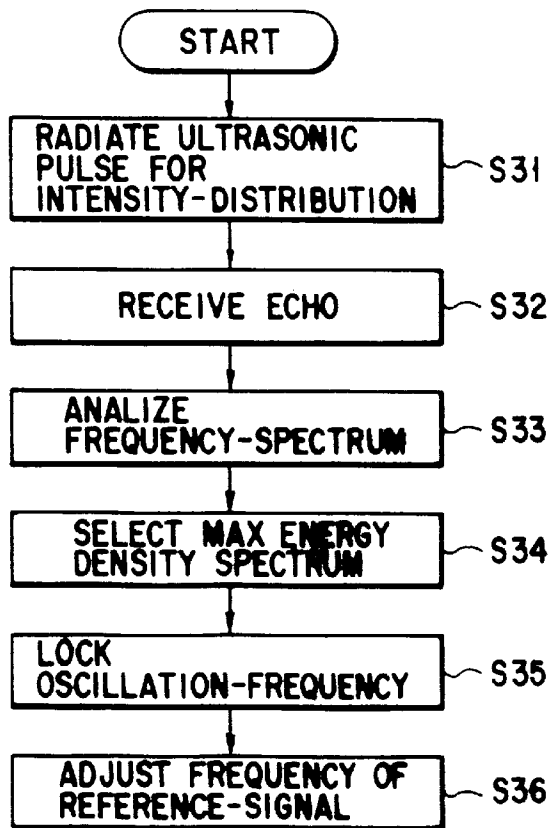 START
RADIATE ULTRASONIC
PULSE FOR
INTENSITY-DISTRIBUTION
S31
RECEIVE ECHO
S32
ANALIZE
FREQUENCY-SPECTRUM
S33
SELECT MAX ENERGY
DENSITY SPECTRUM
S34
LOCK
OSCILLATION-FREQUENCY
S35
ADJUST FREQUENCY OF
REFERENCE-SIGNAL
S36